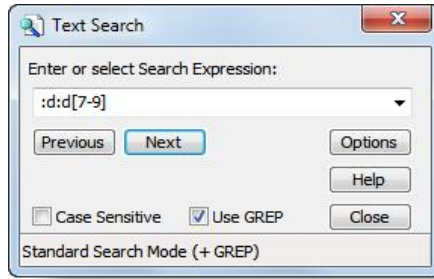 Text Search
Enter or select Search Expression:
:d:d[7-9]
Previous Next Options
Help
Case Sensitive Use GREP Close
Standard Search Mode (+ GREP)